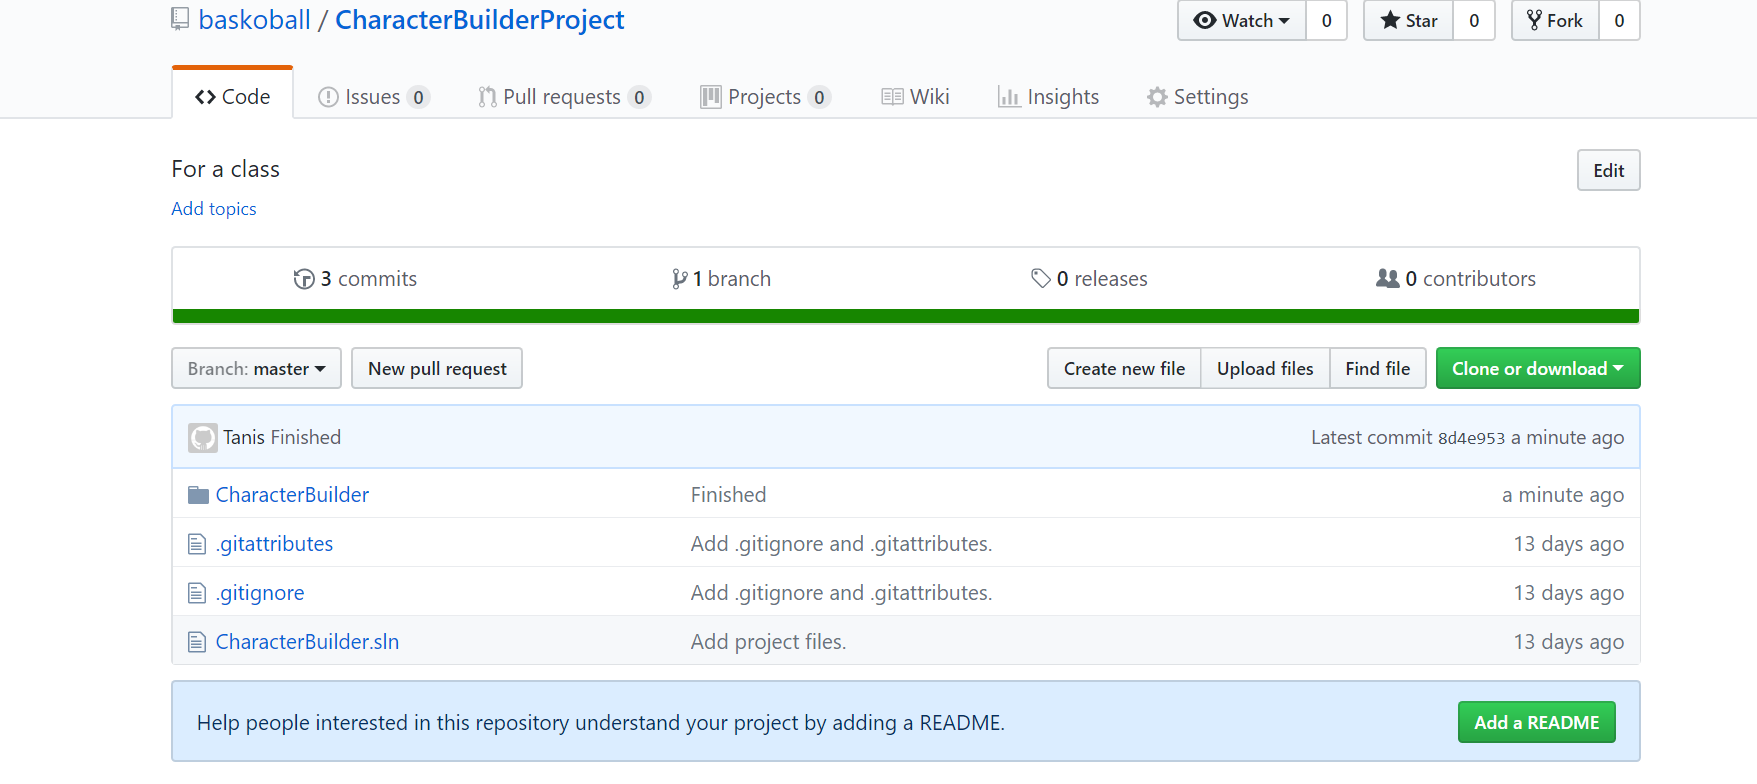 baskoball / CharacterBuilderProject
Watch 0 Star 0 Fork 0
Code Issues 0 Pull requests 0 Projects 0 Wiki Insights Settings
For a class Edit
Add topics
3 commits 1 branch 0 releases 0 contributors
Branch: master New pull request Create new file Upload files Find file Clone or download
Tanis Finished Latest commit 8d4e953 a minute ago
CharacterBuilder Finished a minute ago
.gitattributes Add .gitignore and .gitattributes. 13 days ago
.gitignore Add .gitignore and .gitattributes. 13 days ago
CharacterBuilder.sln Add project files. 13 days ago
Help people interested in this repository understand your project by adding a README. Add a README